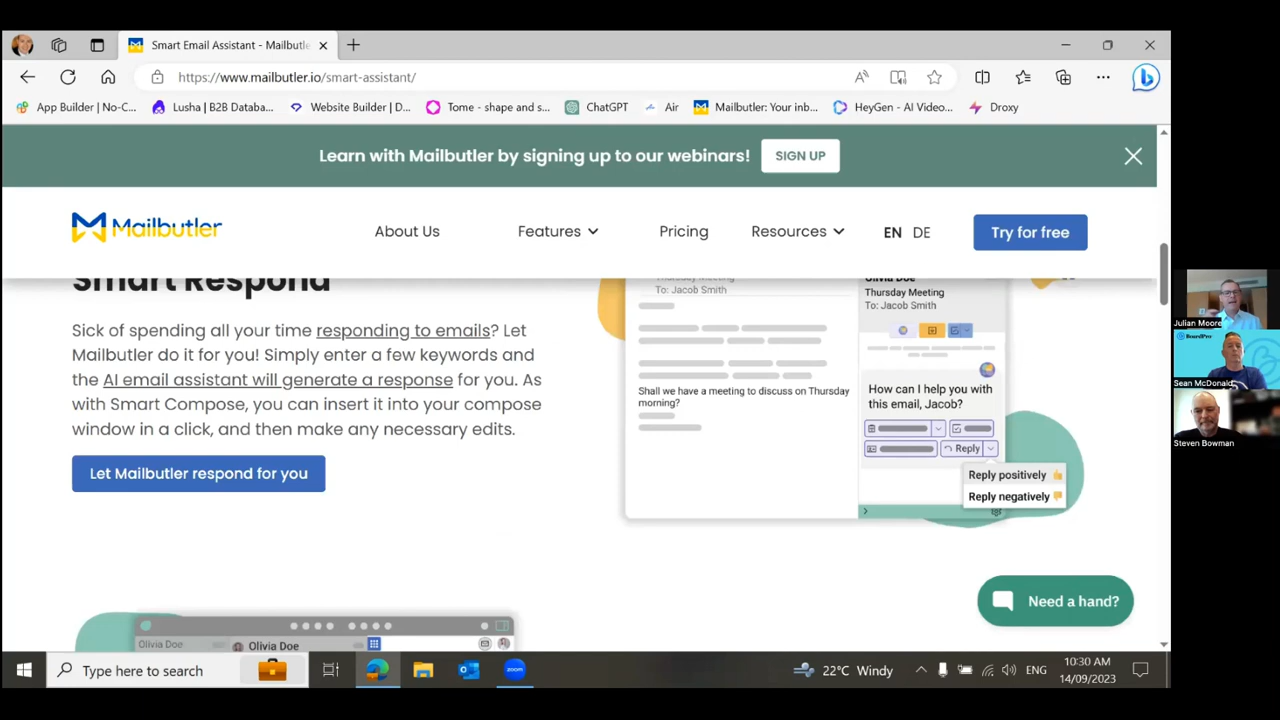 Smart Email Assistant - Mailbutle
https://www.mailbutler.io/smart-assistant/
App Builder | No-C...
Lusha | B2B Databa...
Website Builder | D...
Tome - shape and s...
ChatGPT
Air
Mailbutler: Your inb...
HeyGen - AI Video...
Droxy
Learn with Mailbutler by signing up to our webinars!
SIGN UP
Mailbutler
About Us
Features
Pricing
Resources
EN DE
Try for free
Smart Respond
Sick of spending all your time responding to emails? Let
Mailbutler do it for you! Simply enter a few keywords and
the AI email assistant will generate a response for you. As
with Smart Compose, you can insert it into your compose
window in a click, and then make any necessary edits.
Let Mailbutler respond for you
Thursday Meeting
To: Jacob Smith
Shall we have a meeting to discuss on Thursday
morning?
Olivia Doe
Thursday Meeting
To: Jacob Smith
How can I help you with
this email, Jacob?
Reply
Reply positively
Reply negatively
Need a hand?
Olivia Doe
Olivia Doe
Type here to search
zoom
22°C Windy
ENG
10:30 AM
14/09/2023
Julian Moore
BoardPro
Sean McDonald
Steven Bowman